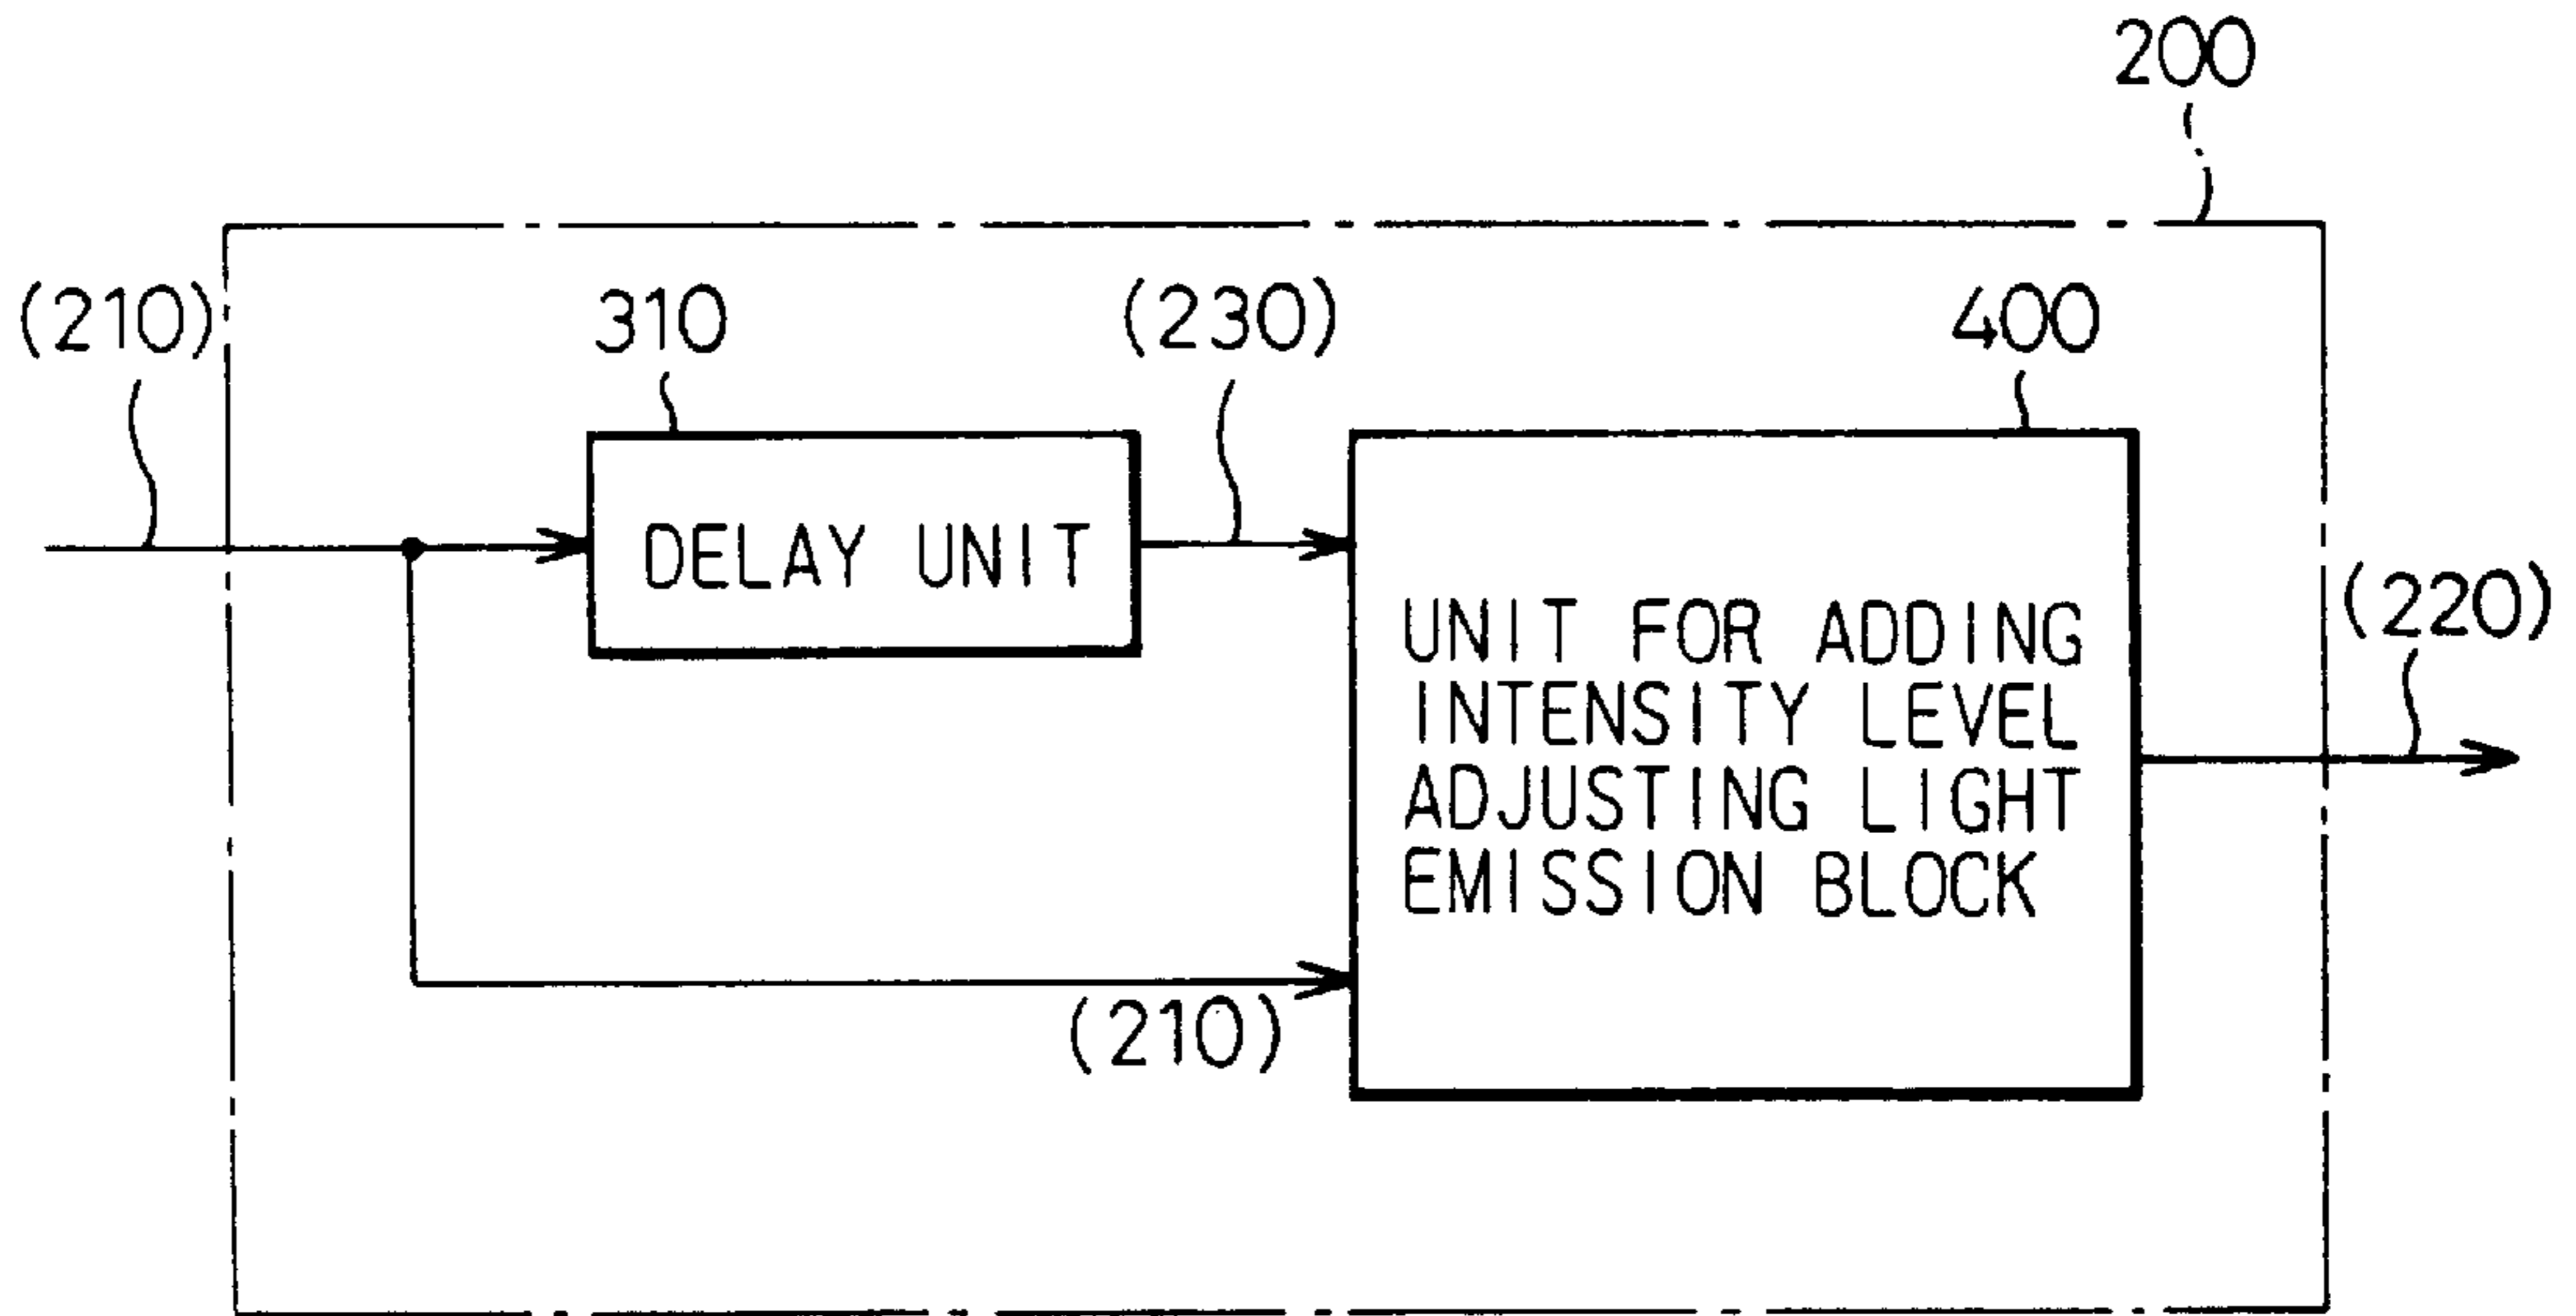 200
(210)
310
(230)
400
DELAY UNIT
(220)
UNIT FOR ADDING
INTENSITY LEVEL
ADJUSTING LIGHT
EMISSION BLOCK
(210)